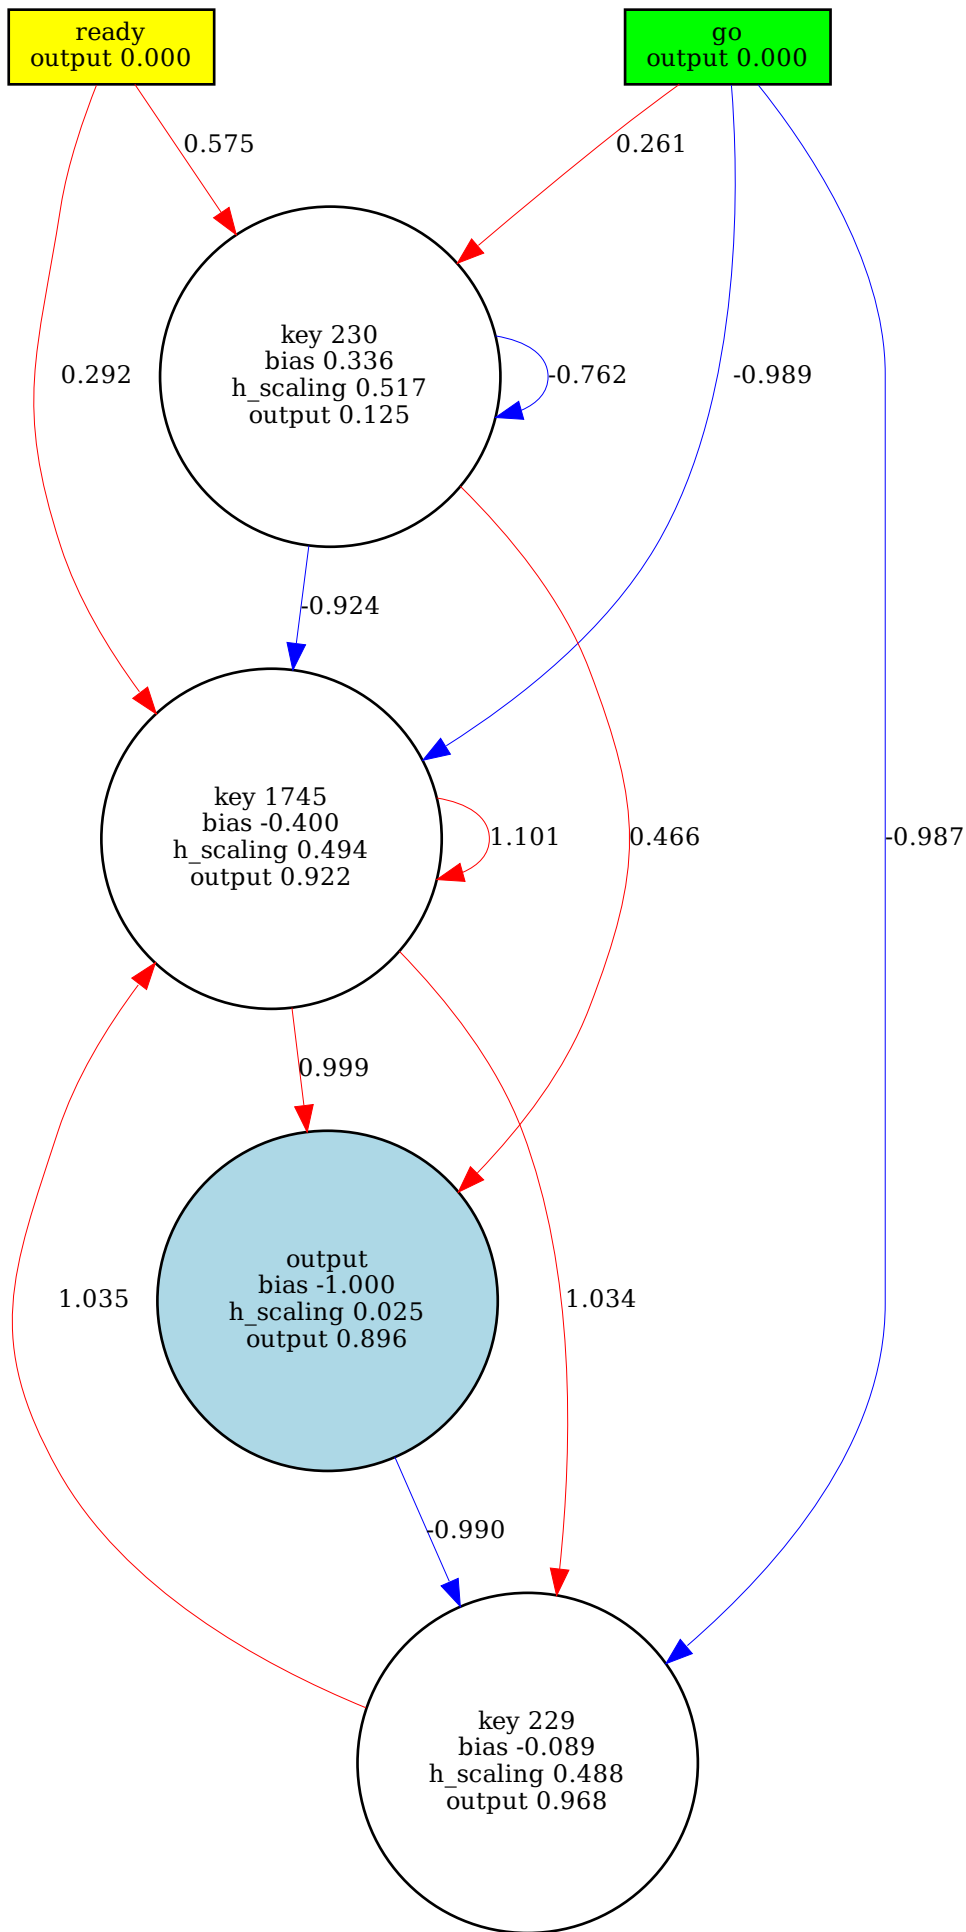 ready
output 0.000
go
output 0.000
0.575
0.261
key 230
bias 0.336
h_scaling 0.517
output 0.125
0.292
-0.762
-0.989
-0.924
key 1745
bias -0.400
h_scaling 0.494
output 0.922
1.101
0.466
-0.987
0.999
output
bias -1.000
h_scaling 0.025
output 0.896
1.035
1.034
-0.990
key 229
bias -0.089
h_scaling 0.488
output 0.968